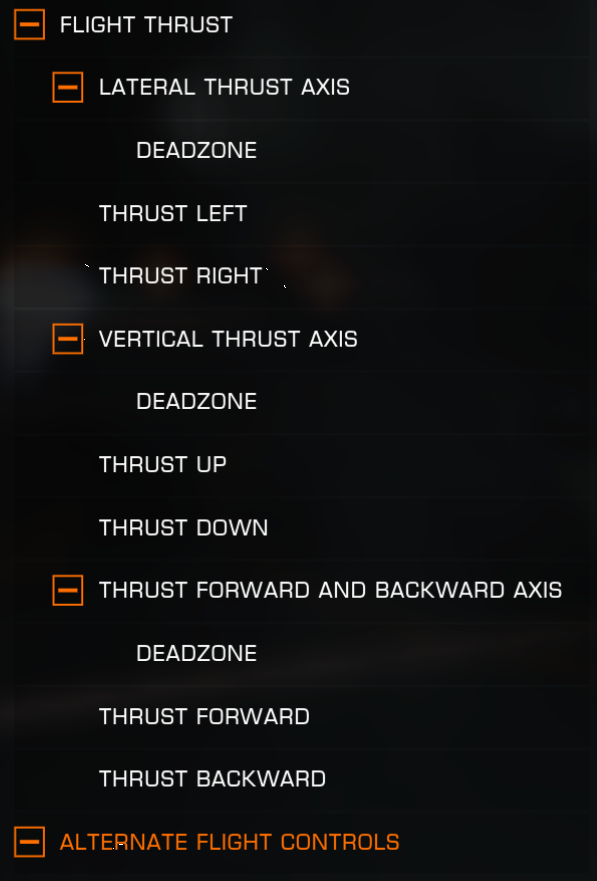 FLIGHT THRUST
LATERAL THRUST AXIS
DEADZONE
THRUST LEFT
THRUST RIGHT
VERTICAL THRUST AXIS
DEADZONE
THRUST UP
THRUST DOWN
THRUST FORWARD AND BACKWARD AXIS
DEADZONE
THRUST FORWARD
THRUST BACKWARD
ALTERNATE FLIGHT CONTROLS